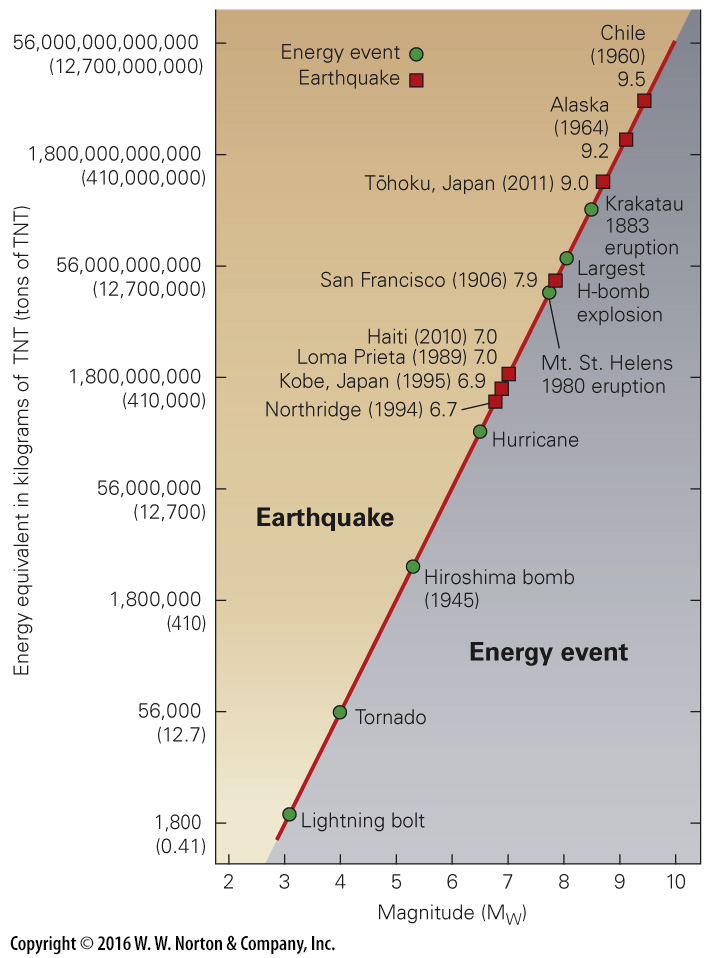 56,000,000,000,000
(12,700,000,000)
1,800,000,000,000
(410,000,000)
56,000,000,000
(12,700,000)
1,800,000,000
(410,000)
56,000,000
(12,700)
1,800,000
(410)
56,000
(12.7)
1,800
(0.41)
Energy equivalent in kilograms of TNT (tons of TNT)
Energy event
Earthquake
Chile
(1960)
9.5
Alaska
(1964)
9.2
Tōhoku, Japan (2011) 9.0
Krakatau
1883
eruption
Largest
H-bomb
explosion
San Francisco (1906) 7.9
Mt. St. Helens
1980 eruption
Haiti (2010) 7.0
Loma Prieta (1989) 7.0
Kobe, Japan (1995) 6.9
Northridge (1994) 6.7
Hurricane
Earthquake
Hiroshima bomb
(1945)
Energy event
Tornado
Lightning bolt
2 3 4 5 6 7 8 9 10
Magnitude (MW)
Copyright © 2016 W. W. Norton & Company, Inc.